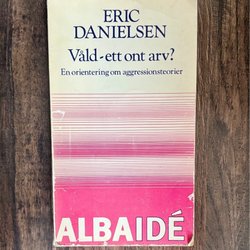 ERIC
DANIELSEN
Våld-ett ont arv?
En orientering om aggressionsteorier
ALBAIDÉ